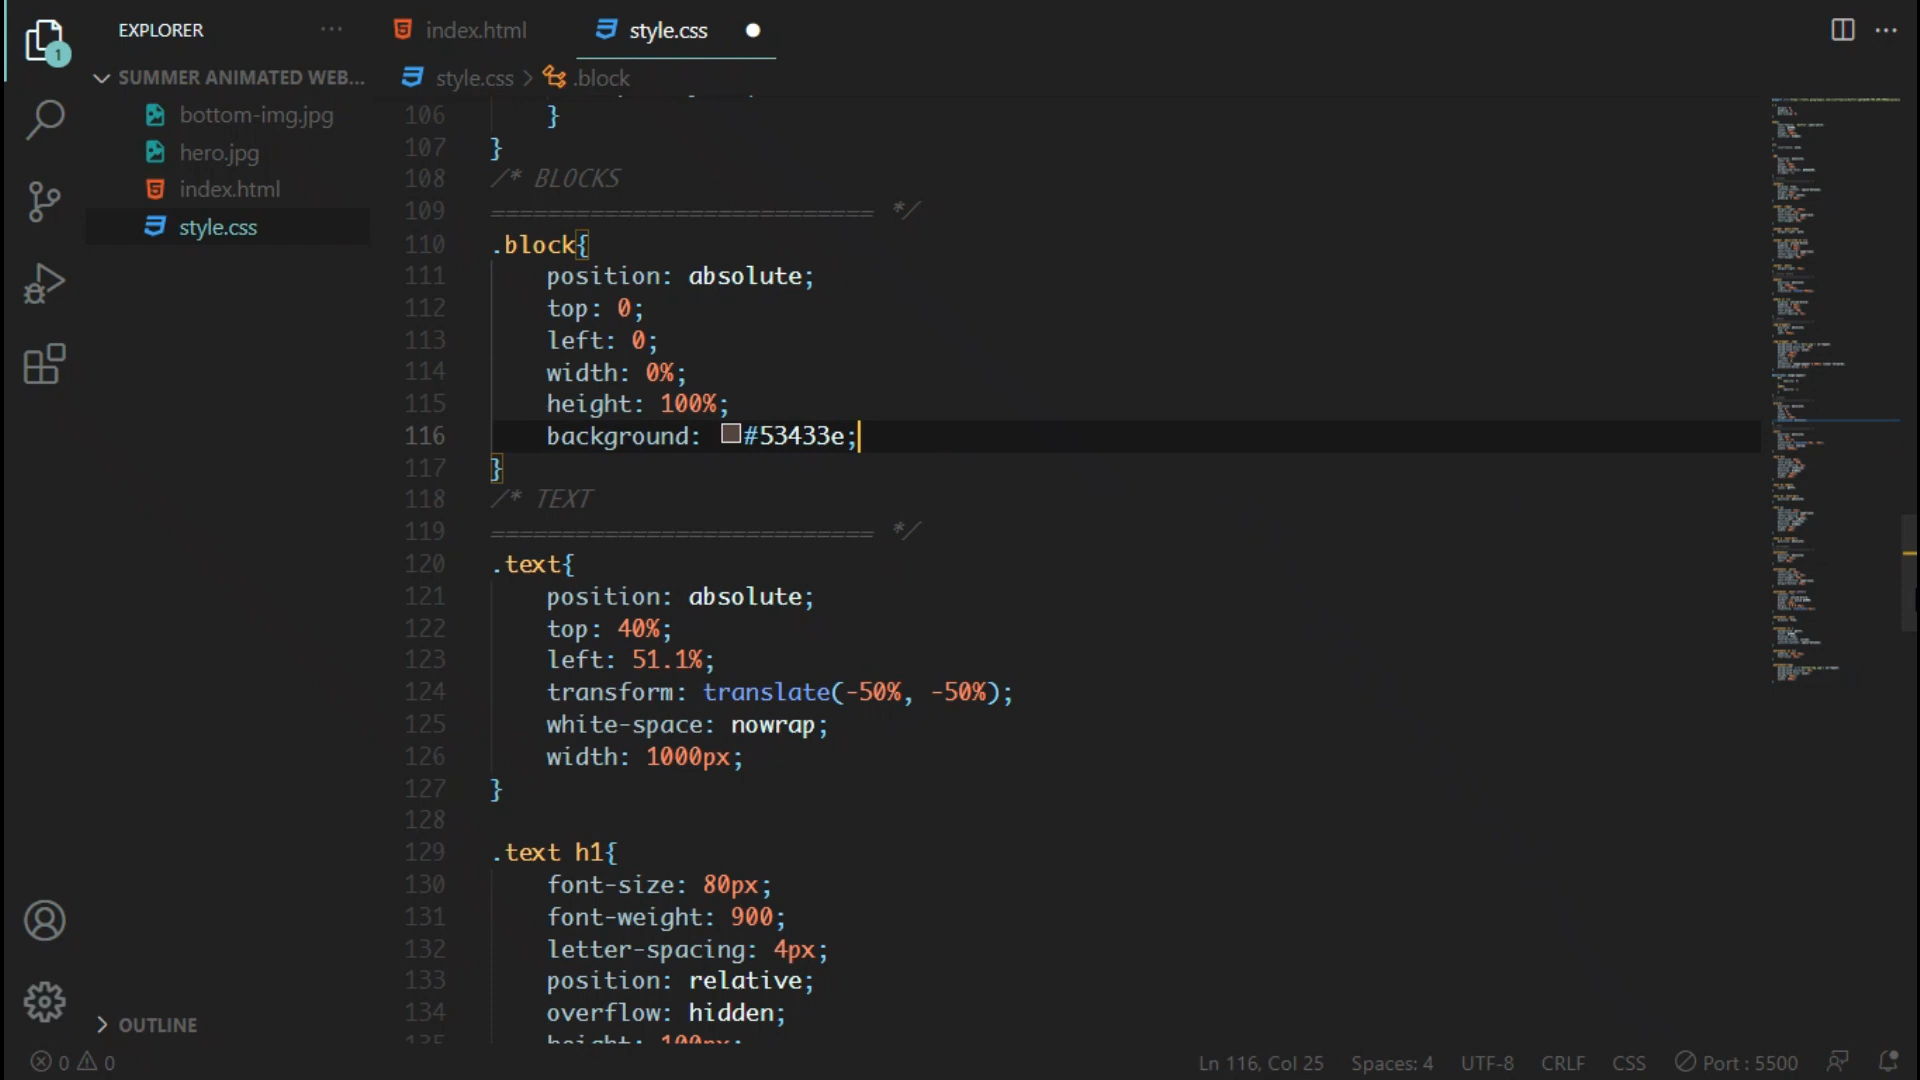 EXPLORER
index.html
style.css
1
SUMMER ANIMATED WEB...
style.css > .block
bottom-img.jpg
hero.jpg
index.html
style.css
106 }
107 }
108 /* BLOCKS
109 =========================== */
110 .block{
111 position: absolute;
112 top: 0;
113 left: 0;
114 width: 0%;
115 height: 100%;
116 background: #53433e;
117 }
118 /* TEXT
119 =========================== */
120 .text{
121 position: absolute;
122 top: 40%;
123 left: 51.1%;
124 transform: translate(-50%, -50%);
125 white-space: nowrap;
126 width: 1000px;
127 }
128
129 .text h1{
130 font-size: 80px;
131 font-weight: 900;
132 letter-spacing: 4px;
133 position: relative;
134 overflow: hidden;
135 height: 100px;
OUTLINE
0 0
Ln 116, Col 25
Spaces: 4
UTF-8
CRLF
CSS
Port : 5500